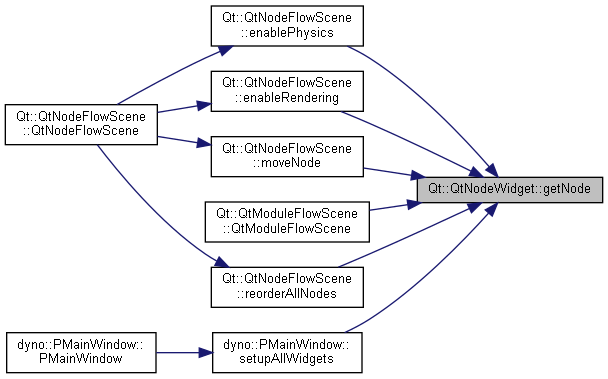 Qt::QtNodeFlowScene
::enablePhysics
Qt::QtNodeFlowScene
::enableRendering
Qt::QtNodeFlowScene
::QtNodeFlowScene
Qt::QtNodeFlowScene
::moveNode
Qt::QtNodeWidget::getNode
Qt::QtModuleFlowScene
::QtModuleFlowScene
Qt::QtNodeFlowScene
::reorderAllNodes
dyno::PMainWindow::
PMainWindow
dyno::PMainWindow::
setupAllWidgets